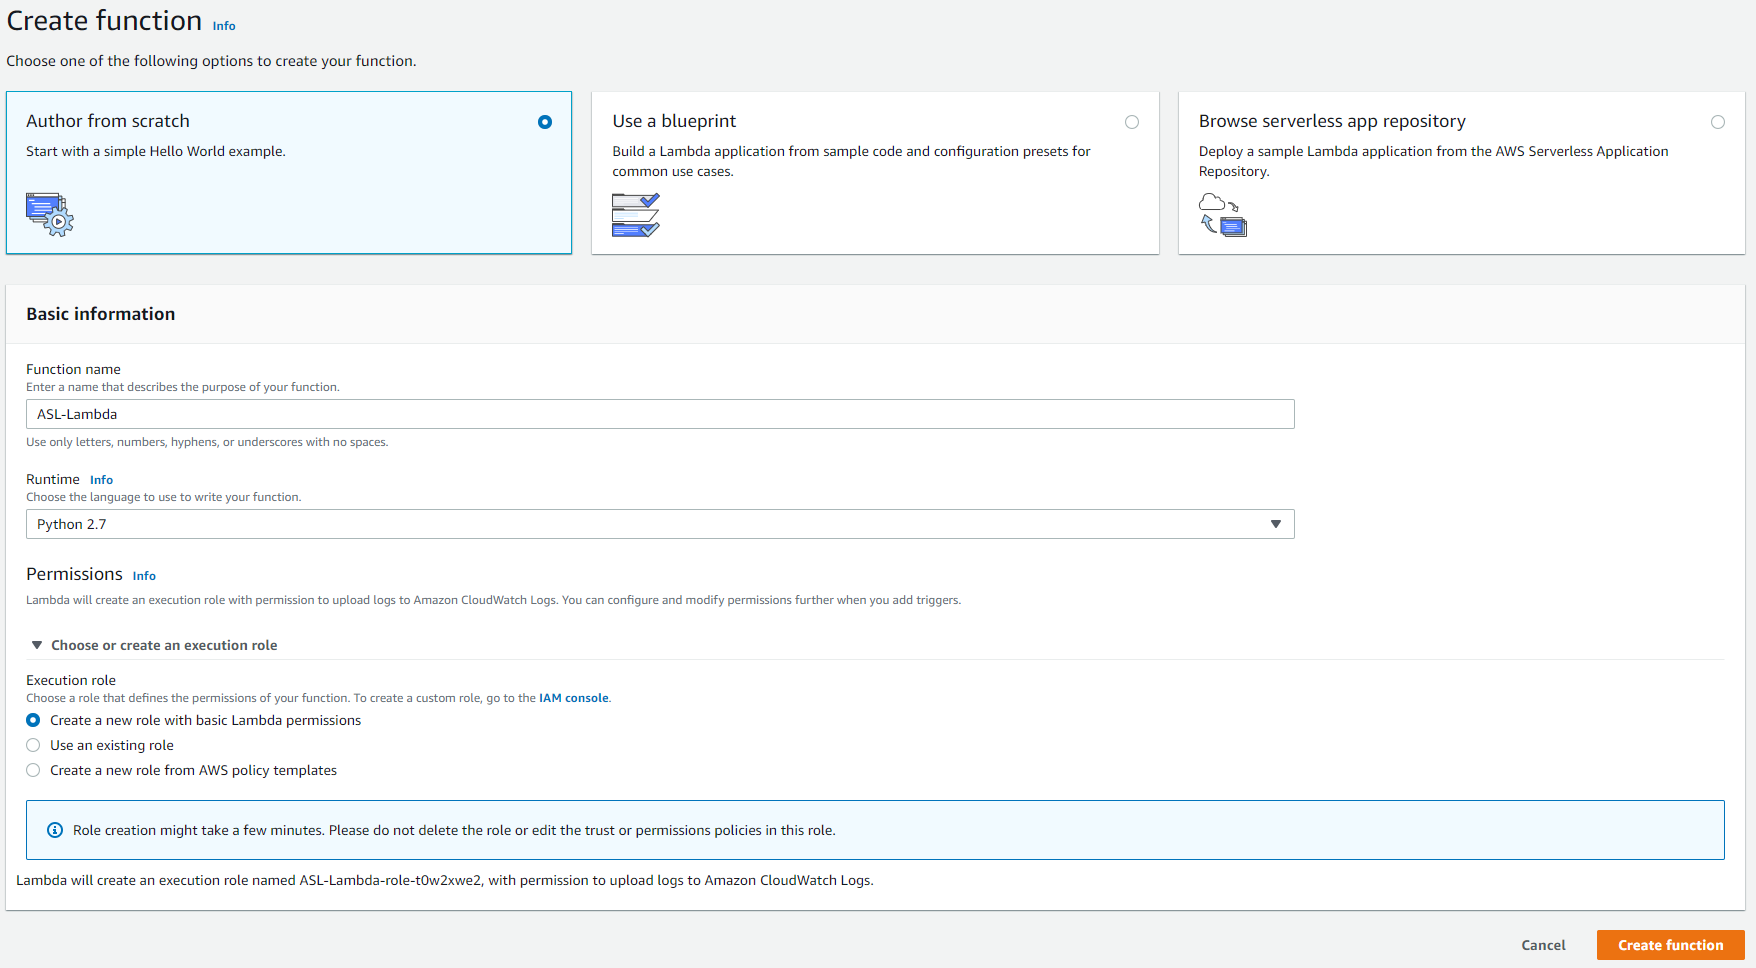 Create function Info
Choose one of the following options to create your function.
Author from scratch
Start with a simple Hello World example.
Use a blueprint
Build a Lambda application from sample code and configuration presets for
common use cases.
Browse serverless app repository
Deploy a sample Lambda application from the AWS Serverless Application
Repository.
Basic information
Function name
Enter a name that describes the purpose of your function.
ASL-Lambda
Use only letters, numbers, hyphens, or underscores with no spaces.
Runtime Info
Choose the language to use to write your function.
Python 2.7
Permissions Info
Lambda will create an execution role with permission to upload logs to Amazon CloudWatch Logs. You can configure and modify permissions further when you add triggers.
Choose or create an execution role
Execution role
Choose a role that defines the permissions of your function. To create a custom role, go to the IAM console.
Create a new role with basic Lambda permissions
Use an existing role
Create a new role from AWS policy templates
Role creation might take a few minutes. Please do not delete the role or edit the trust or permissions policies in this role.
Lambda will create an execution role named ASL-Lambda-role-t0w2xwe2, with permission to upload logs to Amazon CloudWatch Logs.
Cancel Create function